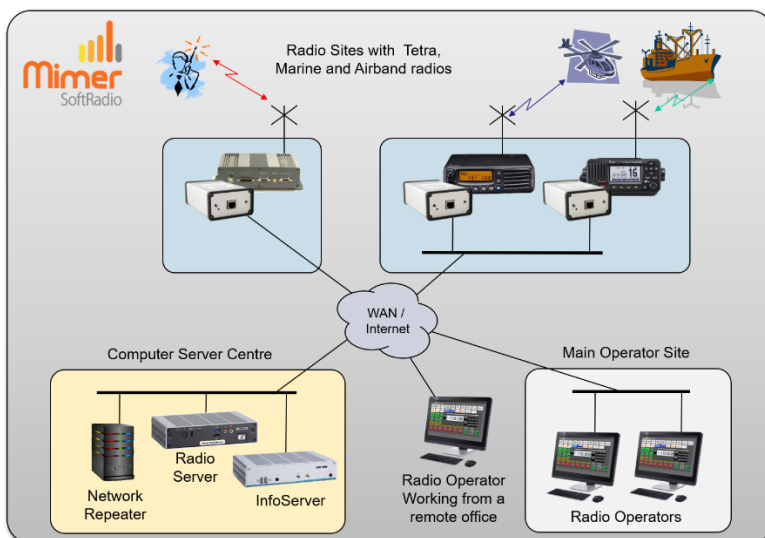 Mimer
SoftRadio
Radio Sites with Tetra,
Marine and Airband radios
16
WAN /
Internet
Computer Server Centre
Main Operator Site
Network
Repeater
Radio
Server
InfoServer
Radio Operator
Working from a
remote office
Radio Operators